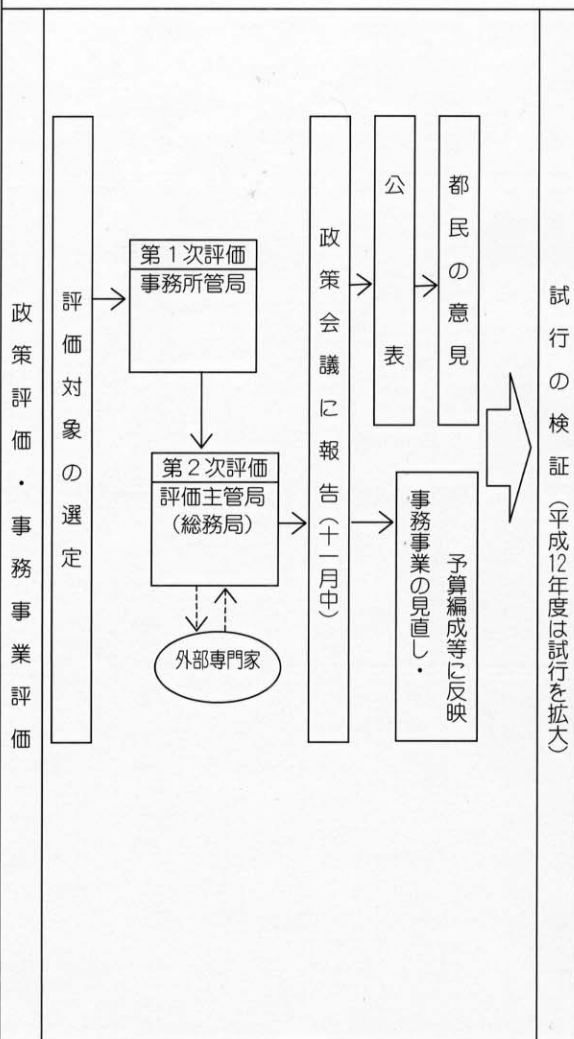 政策評価・事務事業評価
評価対象の選定
第1次評価
事務所管局
第2次評価
評価主管局
(総務局)
外部専門家
政策会議に報告(十一月中)
公表
都民の意見
事務事業の見直し・
予算編成等に反映
試行の検証(平成12年度は試行を拡大)